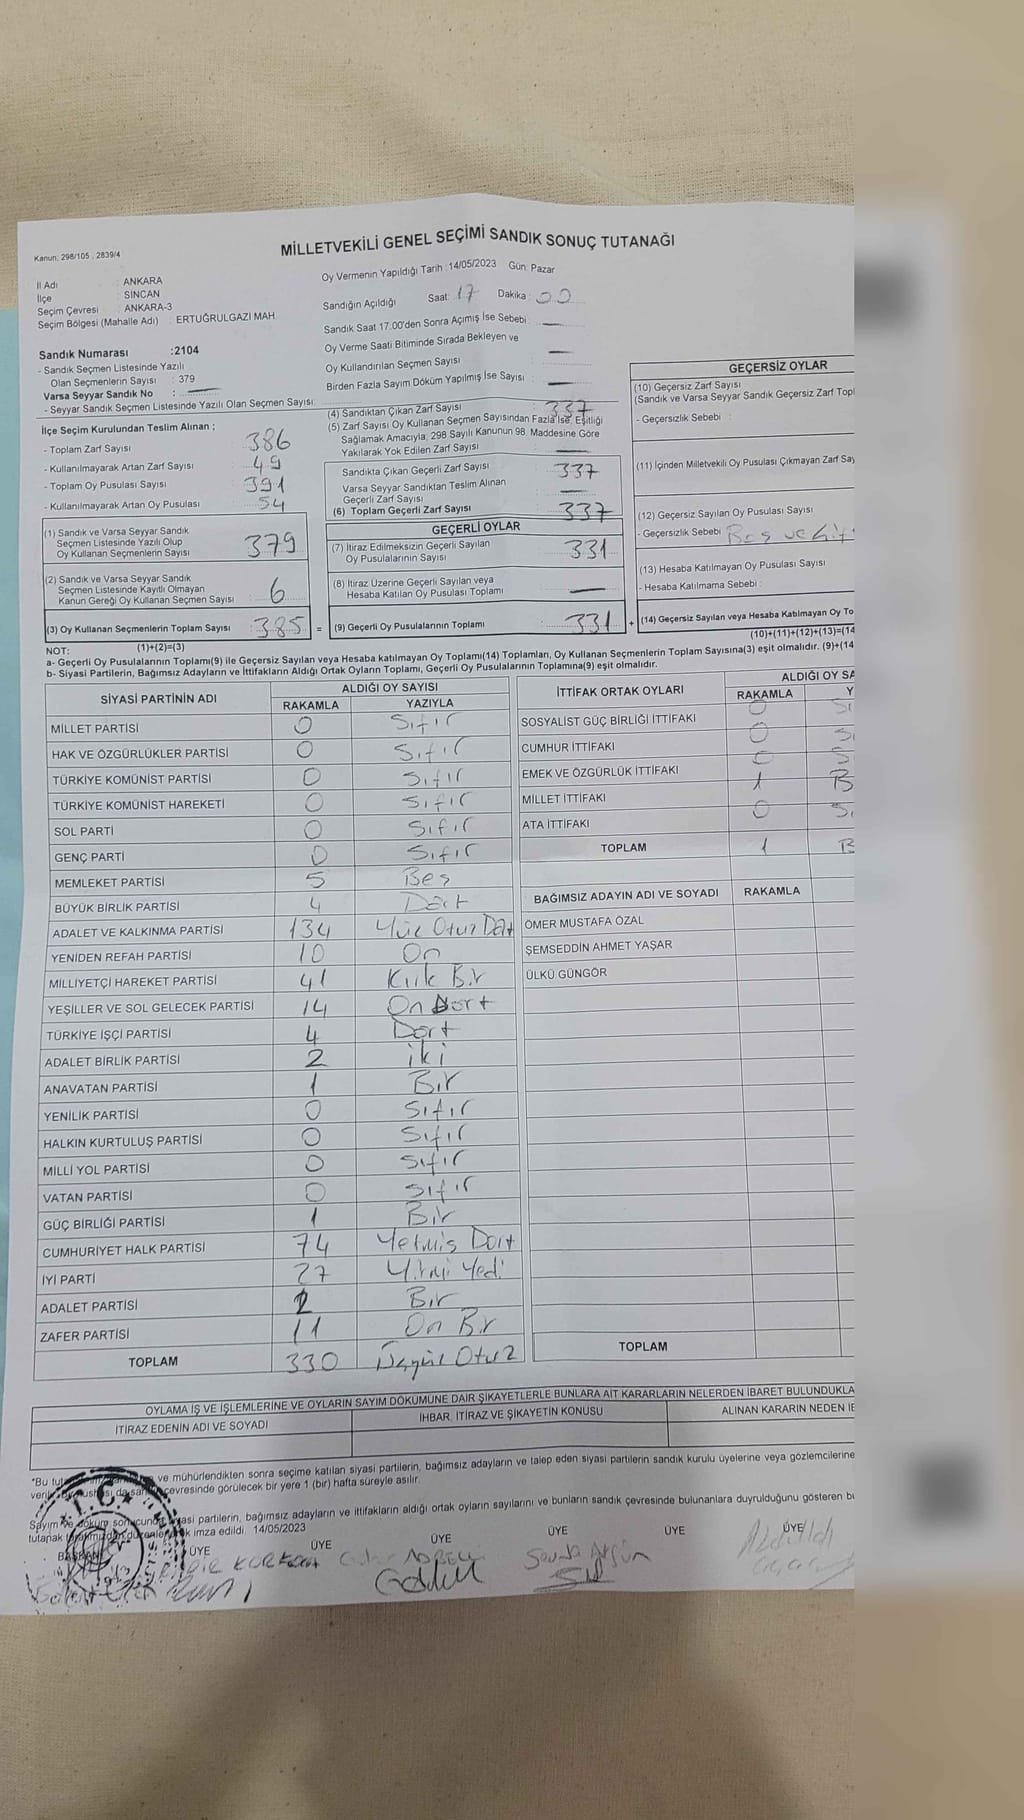 Kanun: 298/105 , 2839/4
MİLLETVEKİLİ GENEL SEÇİMİ SANDIK SONUÇ TUTANAĞI
İl Adı : ANKARA
İlçe : SİNCAN
Seçim Çevresi : ANKARA-3
Seçim Bölgesi (Mahalle Adı) : ERTUĞRULGAZİ MAH.
Sandık Numarası :2104
- Sandık Seçmen Listesinde Yazılı
Olan Seçmenlerin Sayısı : 379
Varsa Seyyar Sandık No :
- Seyyar Sandık Seçmen Listesinde Yazılı Olan Seçmen Sayısı:
Oy Vermenin Yapıldığı Tarih :14/05/2023 Gün: Pazar
Sandığın Açıldığı Saat: 17 Dakika: 00
Sandık Saat 17.00'den Sonra Açımış İse Sebebi :
Oy Verme Saati Bitiminde Sırada Bekleyen ve
Oy Kullandırılan Seçmen Sayısı :
Birden Fazla Sayım Döküm Yapılmış İse Sayısı :
İlçe Seçim Kurulundan Teslim Alınan ;
- Toplam Zarf Sayısı : 386
- Kullanılmayarak Artan Zarf Sayısı : 49
- Toplam Oy Pusulası Sayısı : 391
- Kullanılmayarak Artan Oy Pusulası : 54
(1) Sandık ve Varsa Seyyar Sandık
Seçmen Listesinde Yazılı Olup
Oy Kullanan Seçmenlerin Sayısı : 379
(2) Sandık ve Varsa Seyyar Sandık
Seçmen Listesinde Kayıtlı Olmayan
Kanun Gereği Oy Kullanan Seçmen Sayısı : 6
(3) Oy Kullanan Seçmenlerin Toplam Sayısı : 385 =
(1)+(2)=(3)
(4) Sandıktan Çıkan Zarf Sayısı : 337
(5) Zarf Sayısı Oy Kullanan Seçmen Sayısından Fazla İse, Eşitliği
Sağlamak Amacıyla; 298 Sayılı Kanunun 98. Maddesine Göre
Yakılarak Yok Edilen Zarf Sayısı :
Sandıkta Çıkan Geçerli Zarf Sayısı : 337
Varsa Seyyar Sandıktan Teslim Alınan
Geçerli Zarf Sayısı :
(6) Toplam Geçerli Zarf Sayısı : 337
GEÇERLİ OYLAR
(7) İtiraz Edilmeksizin Geçerli Sayılan
Oy Pusulalarının Sayısı : 331
(8) İtiraz Üzerine Geçerli Sayılan veya
Hesaba Katılan Oy Pusulası Toplamı :
(9) Geçerli Oy Pusulalarının Toplamı : 331 +
GEÇERSİZ OYLAR
(10) Geçersiz Zarf Sayısı
(Sandık ve Varsa Seyyar Sandık Geçersiz Zarf Topl
- Geçersizlik Sebebi :
(11) İçinden Milletvekili Oy Pusulası Çıkmayan Zarf Say
(12) Geçersiz Sayılan Oy Pusulası Sayısı
- Geçersizlik Sebebi : Boş ve Çift
(13) Hesaba Katılmayan Oy Pusulası Sayısı
- Hesaba Katılmama Sebebi :
(14) Geçersiz Sayılan veya Hesaba Katılmayan Oy To
(10)+(11)+(12)+(13)=(14
NOT:
a- Geçerli Oy Pusulalarının Toplamı(9) ile Geçersiz Sayılan veya Hesaba katılmayan Oy Toplamı(14) Toplamları, Oy Kullanan Seçmenlerin Toplam Sayısına(3) eşit olmalıdır. (9)+(14
b- Siyasi Partilerin, Bağımsız Adayların ve İttifakların Aldığı Ortak Oyların Toplamı, Geçerli Oy Pusulalarının Toplamına(9) eşit olmalıdır.
SİYASİ PARTİNİN ADI ALDIĞI OY SAYISI
RAKAMLA YAZIYLA
MİLLET PARTİSİ 0 Sıfır
HAK VE ÖZGÜRLÜKLER PARTİSİ 0 Sıfır
TÜRKİYE KOMÜNİST PARTİSİ 0 Sıfır
TÜRKİYE KOMÜNİST HAREKETİ 0 Sıfır
SOL PARTİ 0 Sıfır
GENÇ PARTİ 0 Sıfır
MEMLEKET PARTİSİ 5 Beş
BÜYÜK BİRLİK PARTİSİ 4 Dört
ADALET VE KALKINMA PARTİSİ 134 Yüz Otuz Dört
YENİDEN REFAH PARTİSİ 10 On
MİLLİYETÇİ HAREKET PARTİSİ 41 Kırk Bir
YEŞİLLER VE SOL GELECEK PARTİSİ 14 On Dört
TÜRKİYE İŞÇİ PARTİSİ 4 Dört
ADALET BİRLİK PARTİSİ 2 İki
ANAVATAN PARTİSİ 1 Bir
YENİLİK PARTİSİ 0 Sıfır
HALKIN KURTULUŞ PARTİSİ 0 Sıfır
MİLLİ YOL PARTİSİ 0 Sıfır
VATAN PARTİSİ 0 Sıfır
GÜÇ BİRLİĞİ PARTİSİ 1 Bir
CUMHURİYET HALK PARTİSİ 74 Yetmiş Dört
İYİ PARTİ 27 Yirmi Yedi
ADALET PARTİSİ Bir
ZAFER PARTİSİ 11 On Bir
TOPLAM 330 Üçyüz Otuz
İTTİFAK ORTAK OYLARI ALDIĞI OY SA
RAKAMLA Y
SOSYALİST GÜÇ BİRLİĞİ İTTİFAKI 0 Sı
CUMHUR İTTİFAKI 0 S
EMEK VE ÖZGÜRLÜK İTTİFAKI 0 S
MİLLET İTTİFAKI 1 B
ATA İTTİFAKI 0 S
TOPLAM 1 B
BAĞIMSIZ ADAYIN ADI VE SOYADI RAKAMLA
ÖMER MUSTAFA ÖZAL
ŞEMSEDDİN AHMET YAŞAR
ÜLKÜ GÜNGÖR
TOPLAM
OYLAMA İŞ VE İŞLEMLERİNE VE OYLARIN SAYIM DÖKÜMÜNE DAİR ŞİKAYETLERLE BUNLARA AİT KARARLARIN NELERDEN İBARET BULUNDUKLA
İTİRAZ EDENİN ADI VE SOYADI İHBAR, İTİRAZ VE ŞİKAYETİN KONUSU ALINAN KARARIN NEDEN İB
*Bu tut ve mühürlendikten sonra seçime katılan siyasi partilerin, bağımsız adayların ve talep eden siyasi partilerin sandık kurulu üyelerine veya gözlemcilerine
çevresinde görülecek bir yere 1 (bir) hafta süreyle asılır.
Sayım ve döküm sonucunda siyasi partilerin, bağımsız adayların ve ittifakların aldığı ortak oyların sayılarını ve bunların sandık çevresinde bulunanlara duyrulduğunu gösteren bu
tutanak imza edildi. 14/05/2023
BAŞKAN ÜYE ÜYE ÜYE ÜYE ÜYE ÜYE
T.C.